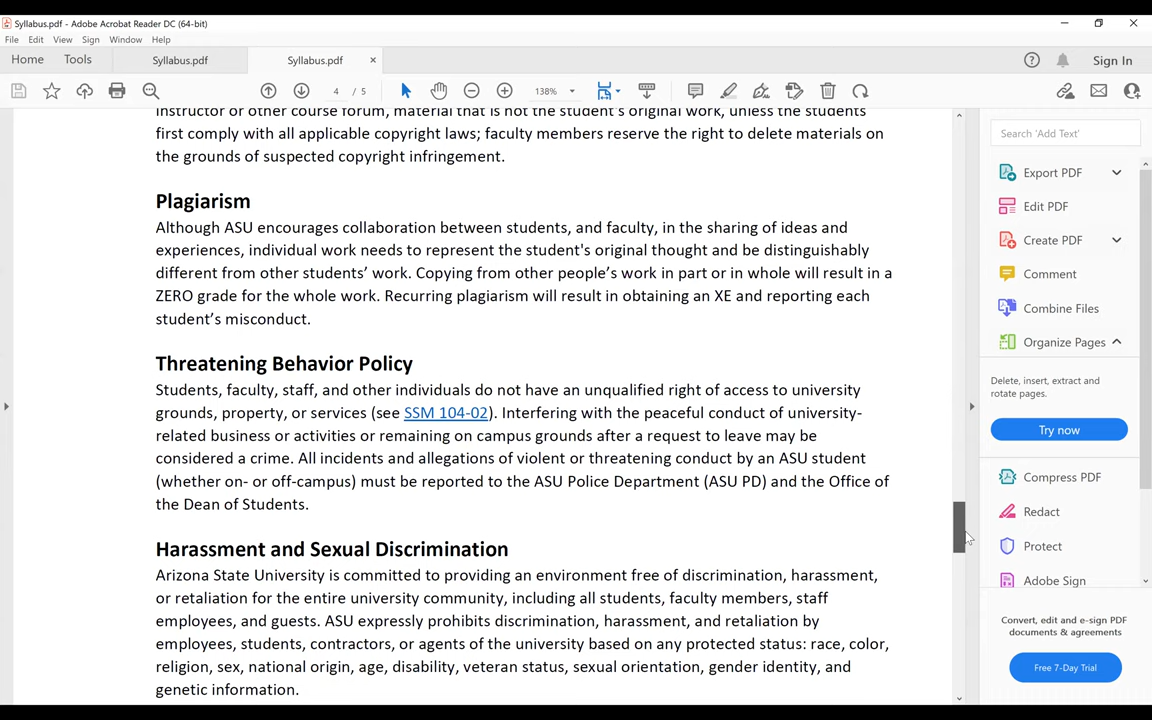 Syllabus.pdf - Adobe Acrobat Reader DC (64-bit)
File Edit View Sign Window Help
Home Tools Syllabus.pdf Syllabus.pdf × Sign In
4 / 5 138%
instructor or other course forum, material that is not the student's original work, unless the students
first comply with all applicable copyright laws; faculty members reserve the right to delete materials on
the grounds of suspected copyright infringement.
Plagiarism
Although ASU encourages collaboration between students, and faculty, in the sharing of ideas and
experiences, individual work needs to represent the student's original thought and be distinguishably
different from other students’ work. Copying from other people’s work in part or in whole will result in a
ZERO grade for the whole work. Recurring plagiarism will result in obtaining an XE and reporting each
student’s misconduct.
Threatening Behavior Policy
Students, faculty, staff, and other individuals do not have an unqualified right of access to university
grounds, property, or services (see SSM 104-02). Interfering with the peaceful conduct of university-
related business or activities or remaining on campus grounds after a request to leave may be
considered a crime. All incidents and allegations of violent or threatening conduct by an ASU student
(whether on- or off-campus) must be reported to the ASU Police Department (ASU PD) and the Office of
the Dean of Students.
Harassment and Sexual Discrimination
Arizona State University is committed to providing an environment free of discrimination, harassment,
or retaliation for the entire university community, including all students, faculty members, staff
employees, and guests. ASU expressly prohibits discrimination, harassment, and retaliation by
employees, students, contractors, or agents of the university based on any protected status: race, color,
religion, sex, national origin, age, disability, veteran status, sexual orientation, gender identity, and
genetic information.
Search 'Add Text'
Export PDF
Edit PDF
Create PDF
Comment
Combine Files
Organize Pages
Delete, insert, extract and
rotate pages.
Try now
Compress PDF
Redact
Protect
Adobe Sign
Convert, edit and e-sign PDF
documents & agreements
Free 7-Day Trial